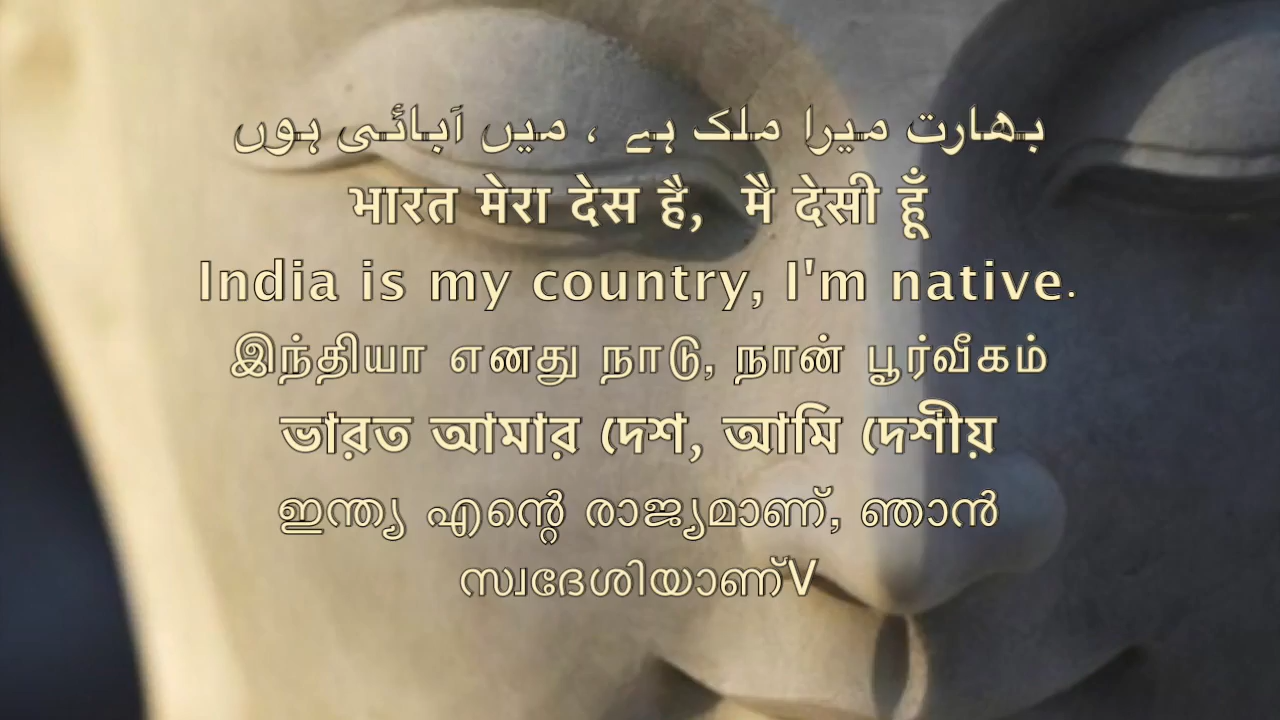 بھارت میرا ملک ہے ، میں آبائی ہوں
भारत मेरा देस है, मै देसी हूँ
India is my country, I'm native.
இந்தியா எனது நாடு, நான் பூர்வீகம்
ভারত আমার দেশ, আমি দেশীয়
ഇന്ത്യ എന്റെ രാജ്യമാണ്, ഞാൻ
സ്വദേശിയാണ്V